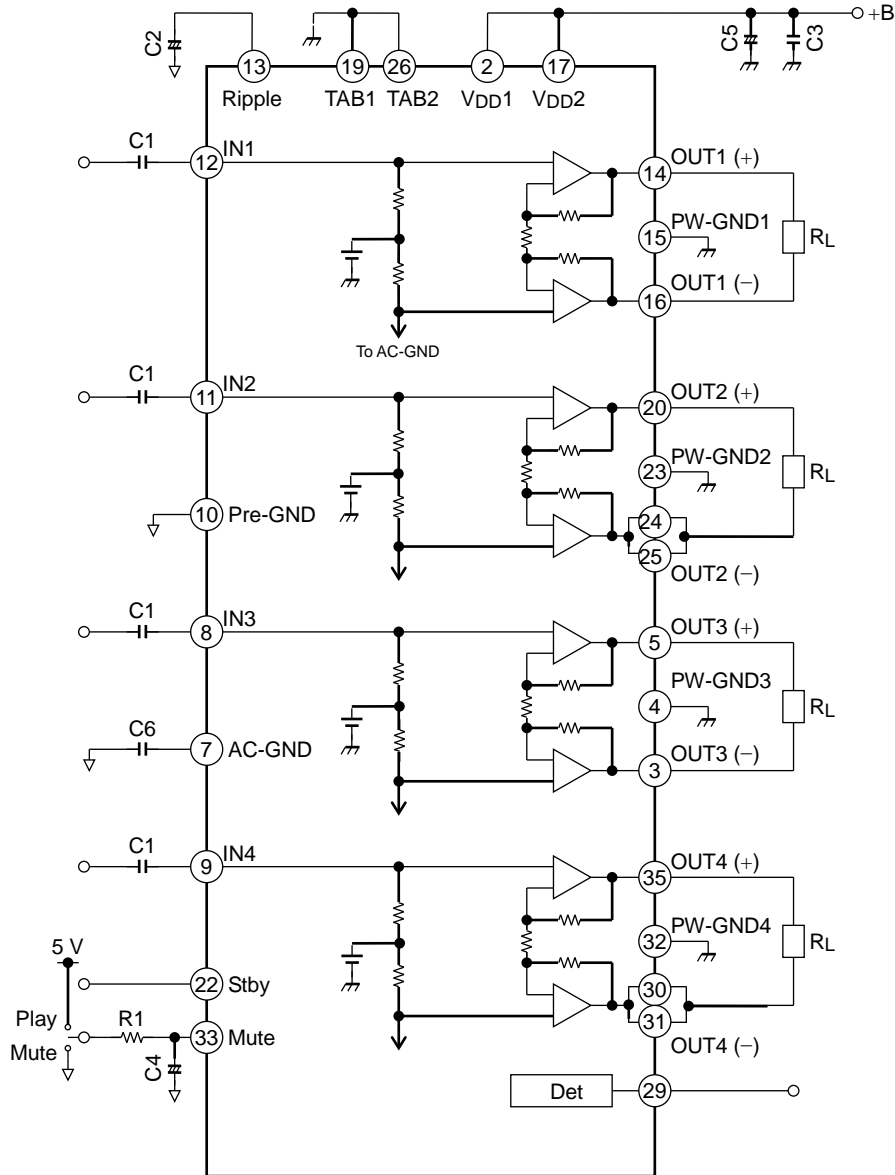 +B
C2
C5
C3
13
19
26
2
17
Ripple
TAB1
TAB2
VDD1
VDD2
C1
12
IN1
14
OUT1 (+)
15
PW-GND1
RL
16
OUT1 (−)
To AC-GND
C1
11
IN2
20
OUT2 (+)
23
PW-GND2
RL
10
Pre-GND
24
25
OUT2 (−)
C1
8
IN3
5
OUT3 (+)
4
PW-GND3
RL
C6
7
AC-GND
3
OUT3 (−)
C1
9
IN4
35
OUT4 (+)
32
PW-GND4
RL
5 V
22
Stby
30
31
OUT4 (−)
Play
Mute
R1
33
Mute
C4
Det
29